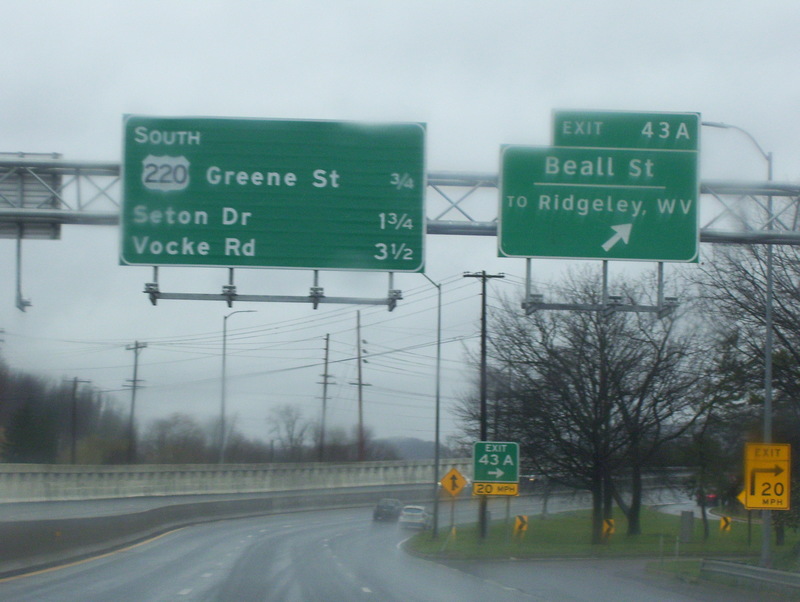 SOUTH
220 Greene St 3/4
Seton Dr 1 3/4
Vocke Rd 3 1/2
EXIT 43A
Beall St
TO Ridgeley, WV
EXIT
43 A
20 MPH
EXIT
20
MPH